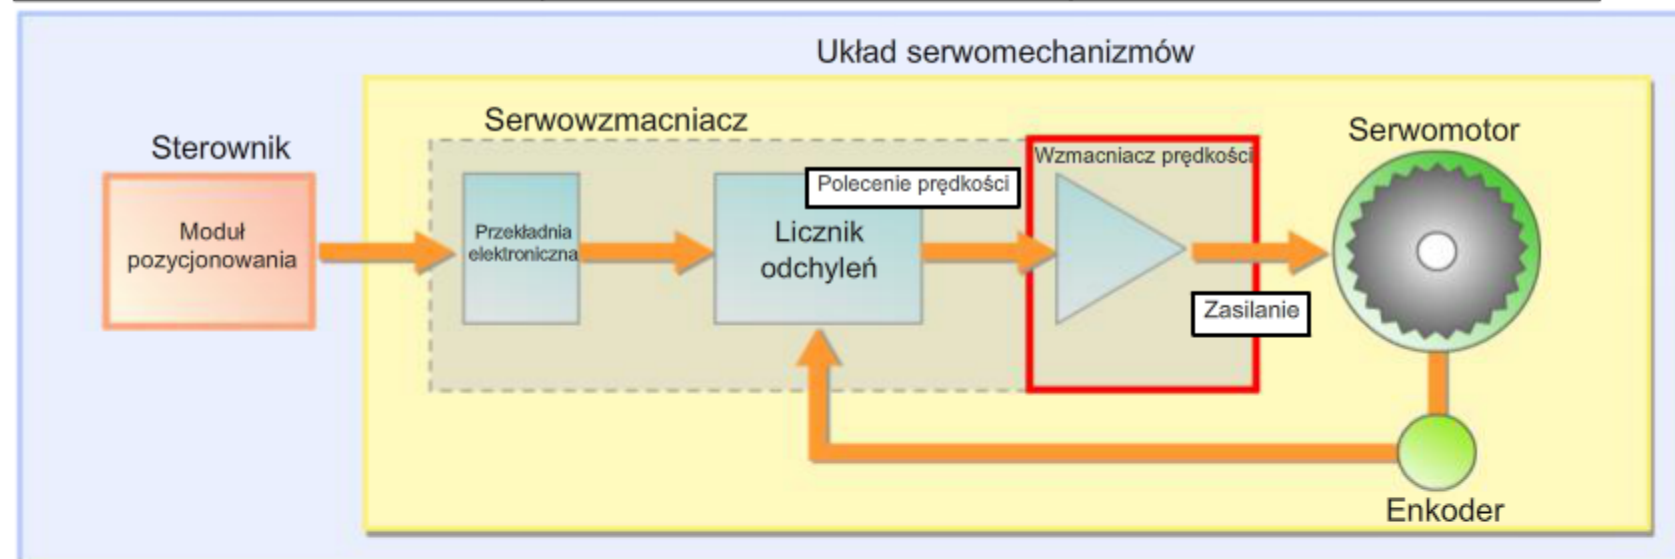 Układ serwomechanizmów
Serwowzmacniacz
Sterownik
Serwomotor
Wzmacniacz prędkości
Polecenie prędkości
Moduł
pozycjonowania
Przekładnia
elektroniczna
Licznik
odchyleń
Zasilanie
Enkoder